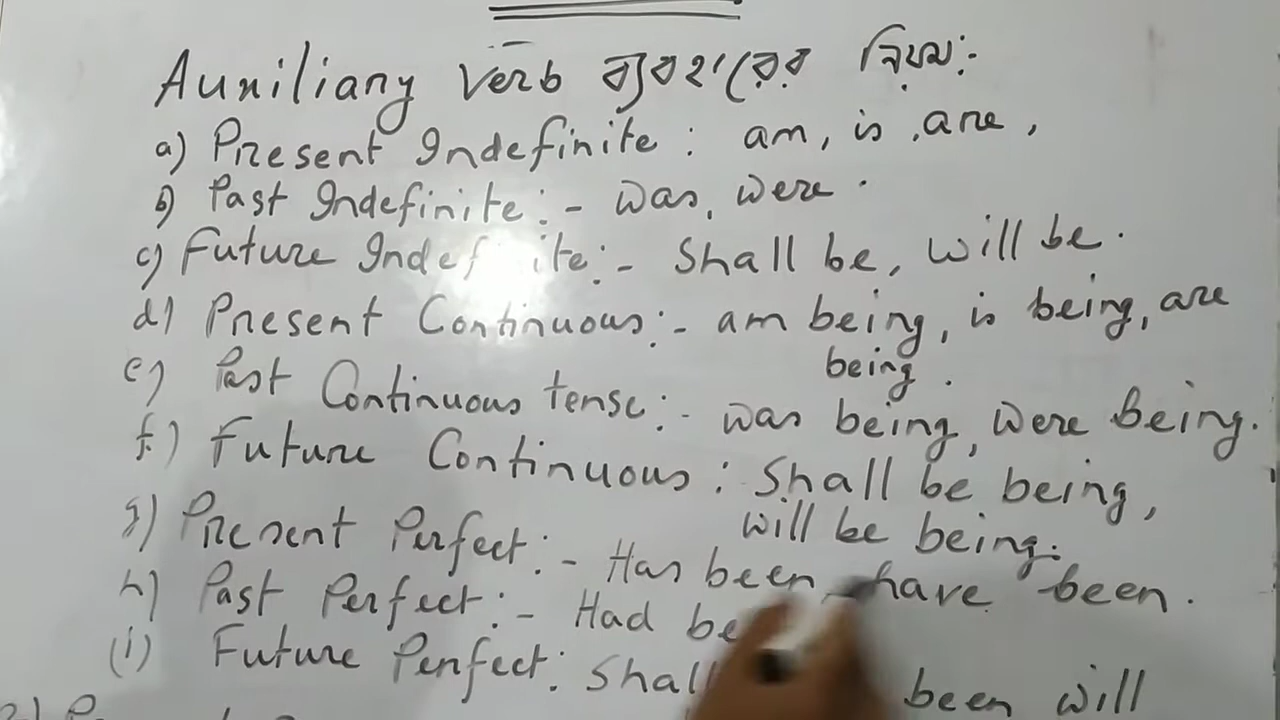 Auxiliary Verb ব্যবহারের নিয়ম:-
a) Present Indefinite: am, is, are,
b) Past Indefinite:- was, were.
c) Future Indef ite:- Shall be, will be.
d) Present Continuous:- am being, is being, are
being.
e) Past Continuous tense:- was being, were being.
f.) Future Continuous: Shall be being,
will be being.
g) Present Perfect:- Has been, have been.
h) Past Perfect:- Had be
(i) Future Perfect: Shall been will